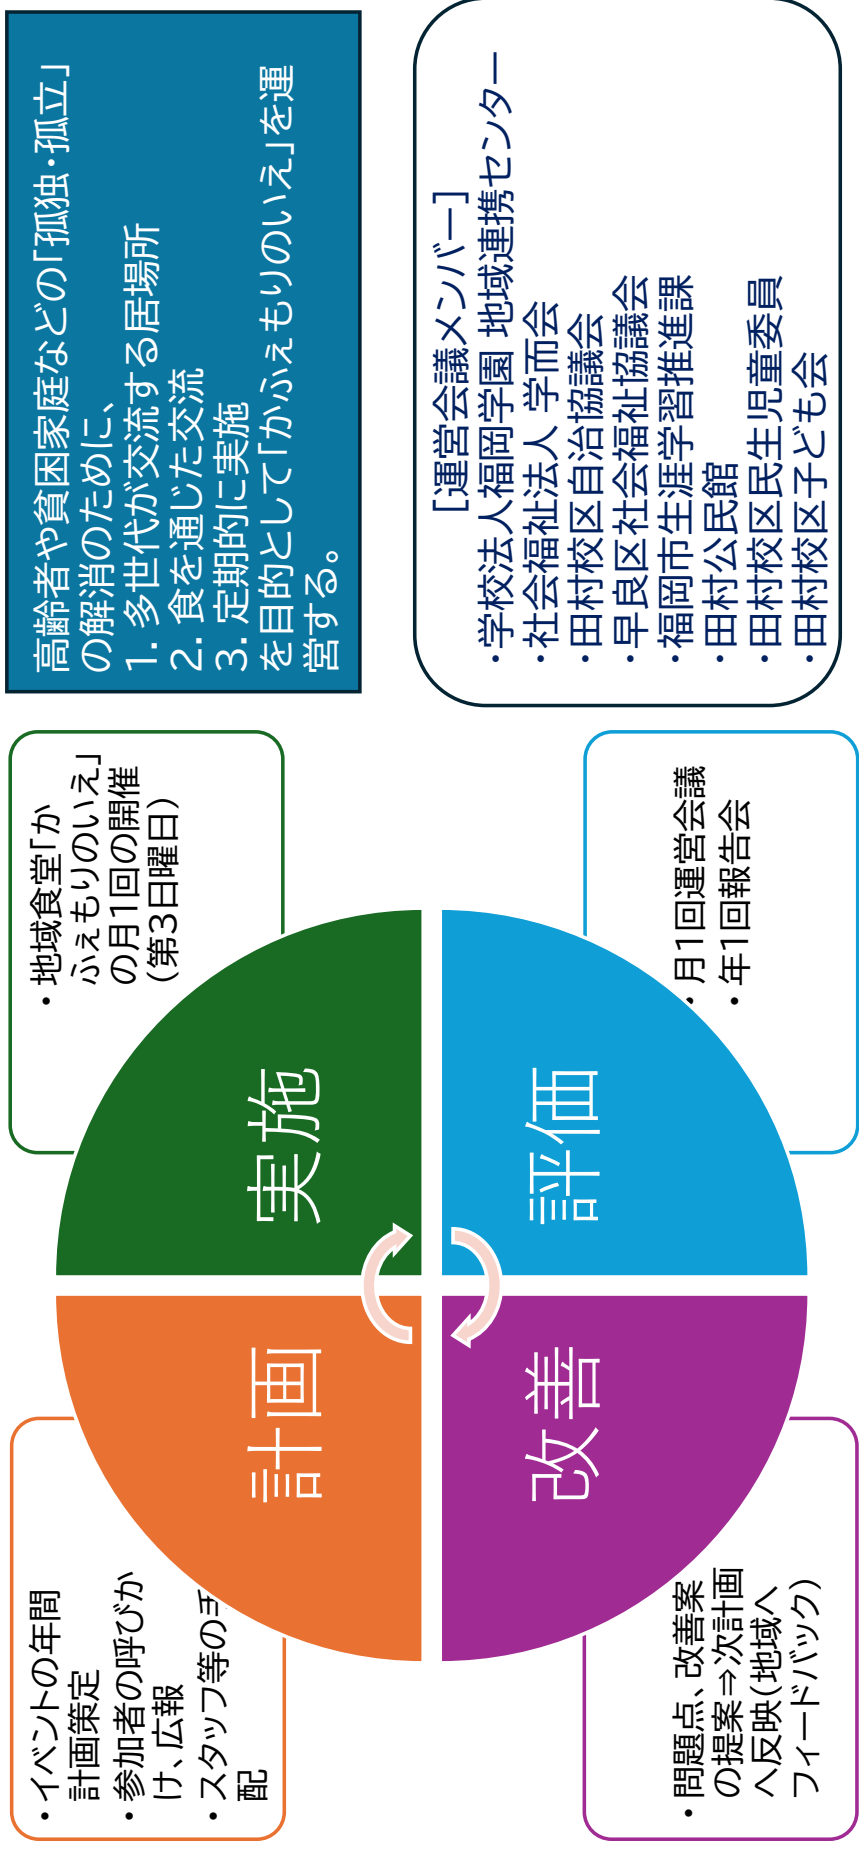 ・イベントの年間
計画策定
・参加者の呼びか
け、広報
・スタッフ等の手
配
計画
・地域食堂「か
ふぇもりのいえ」
の月1回の開催
（第3日曜日）
実施
・問題点、改善案
の提案⇒次計画
へ反映(地域へ
フィードバック)
改善
・月1回運営会議
・年1回報告会
評価
高齢者や貧困家庭などの「孤独・孤立」
の解消のために、
1. 多世代が交流する居場所
2. 食を通じた交流
3. 定期的に実施
を目的として「かふぇもりのいえ」を運
営する。
[運営会議メンバー]
・学校法人福岡学園 地域連携センター
・社会福祉法人 学而会
・田村校区自治協議会
・早良区社会福祉協議会
・福岡市生涯学習推進課
・田村公民館
・田村校区民生児童委員
・田村校区子ども会